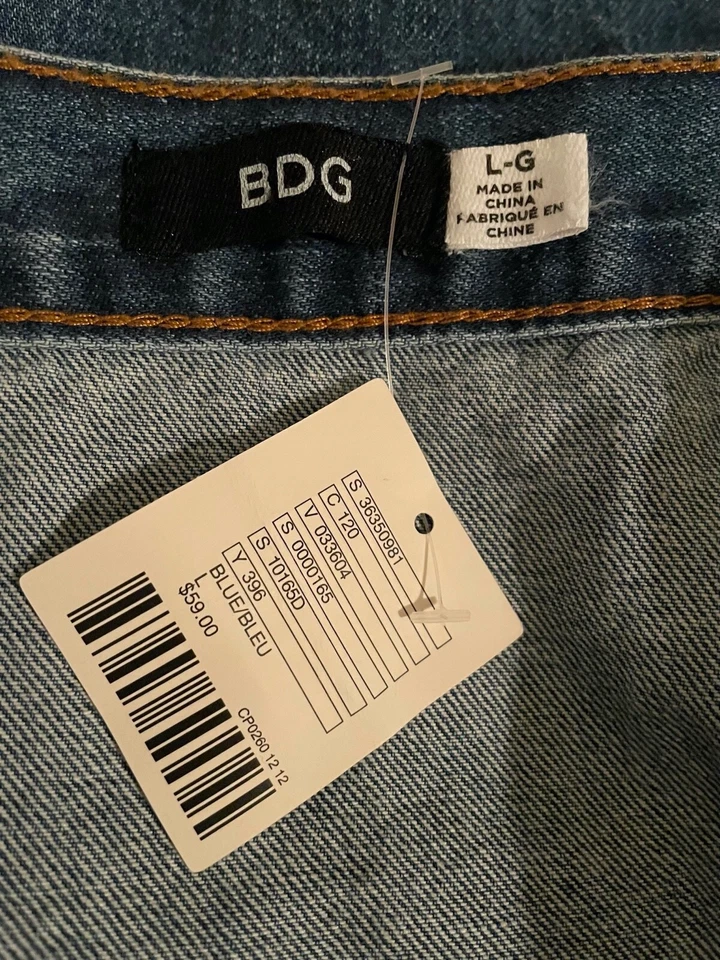 BDG
L-G
MADE IN
CHINA
FABRIQUÉ EN
CHINE
S 36350981
C 120
V 033604
S 0000165
S 10165D
Y 396
BLUE/BLEU
L
$59.00
CP0260 12 12